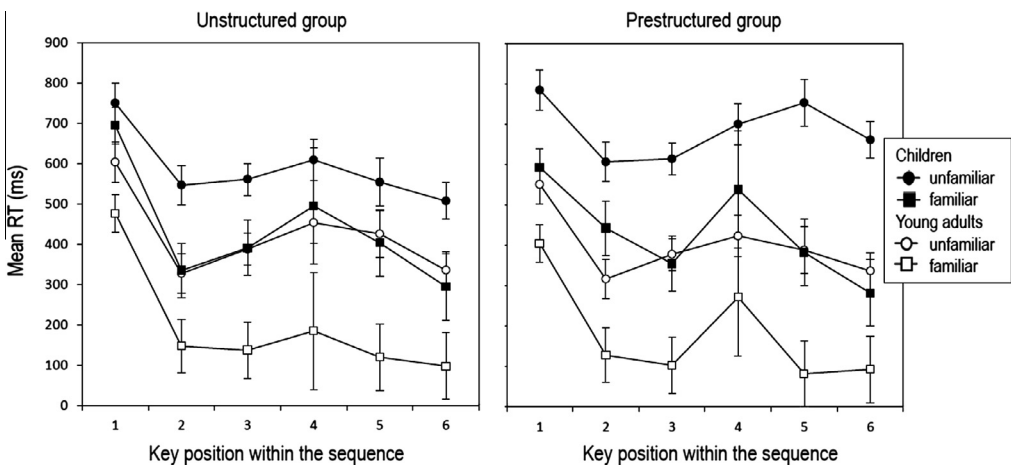 Unstructured group
Prestructured group
Mean RT (ms)
900
800
700
600
500
400
300
200
100
0
1 2 3 4 5 6
1 2 3 4 5 6
Key position within the sequence
Key position within the sequence
Children
unfamiliar
familiar
Young adults
unfamiliar
familiar